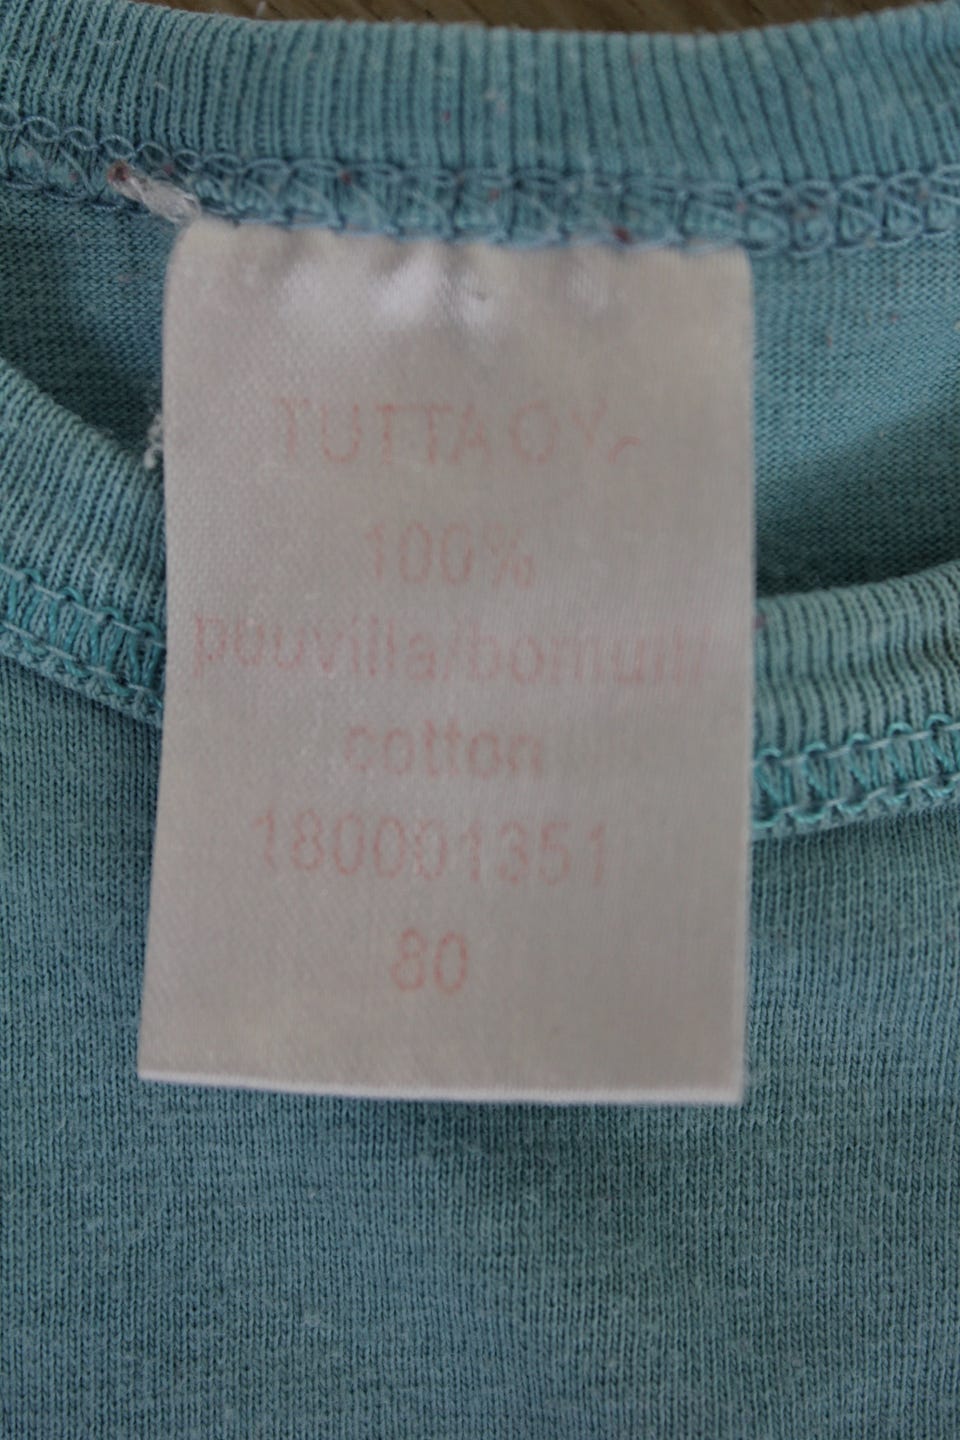 TUTTA OY
100%
puuvilla/bomull/
cotton
180001351
80